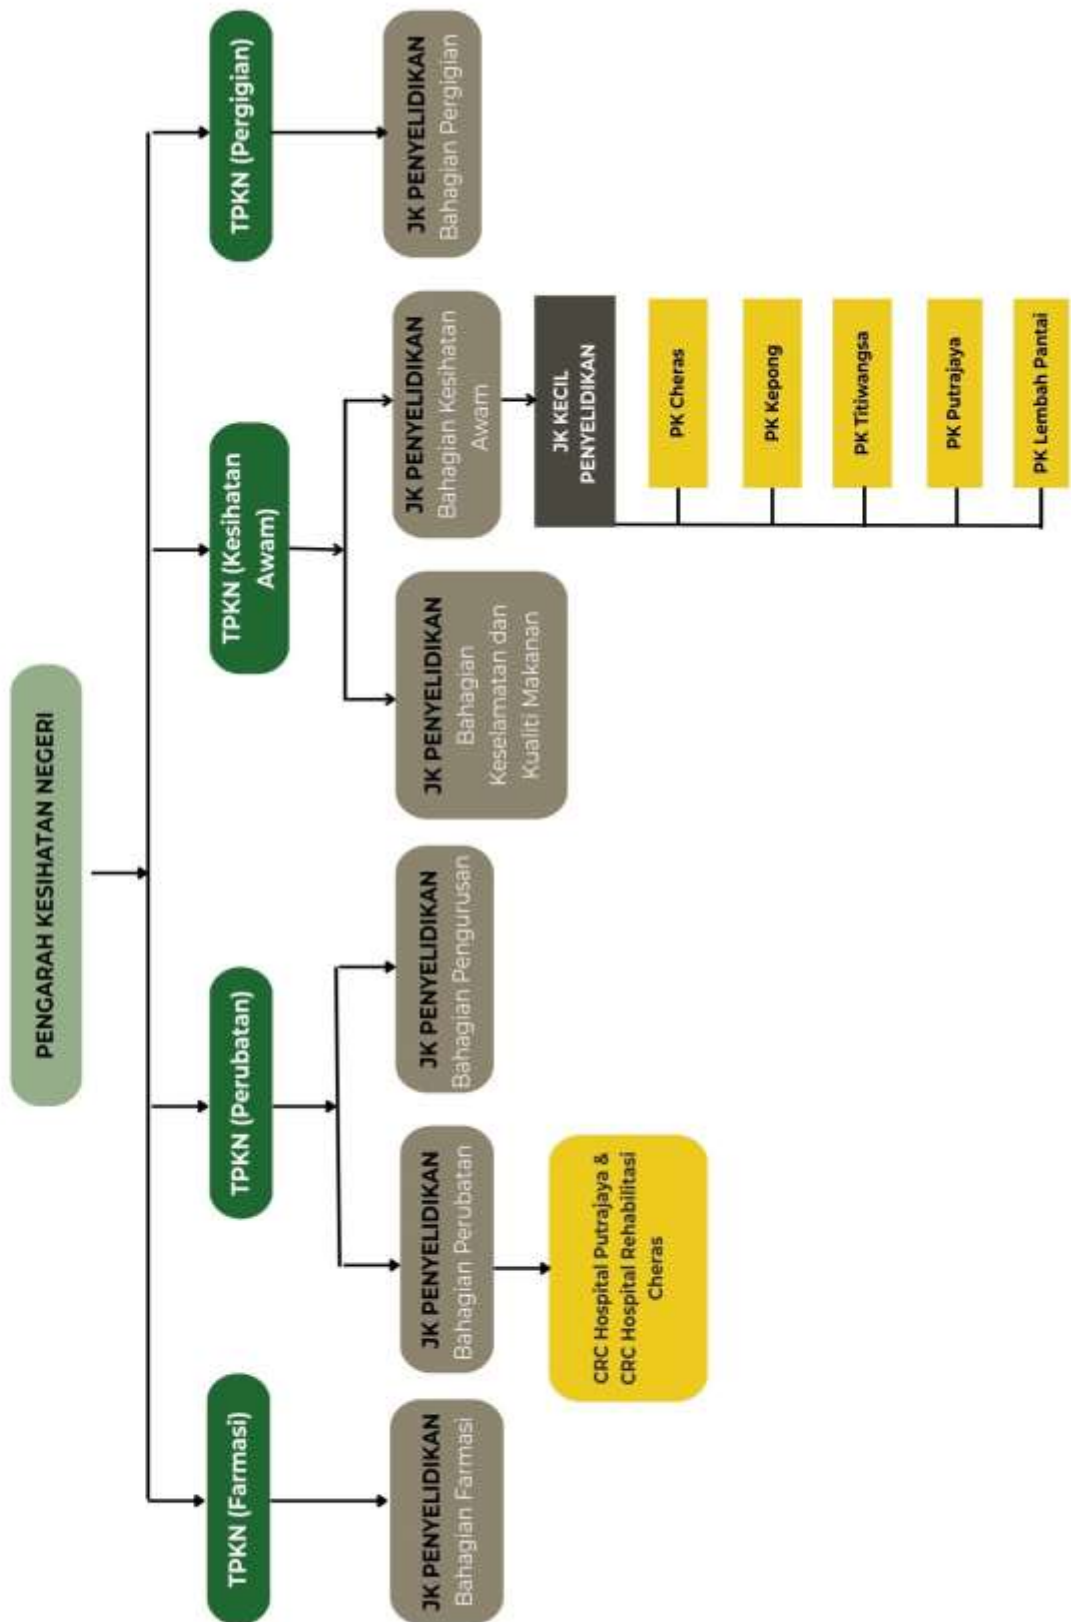 PENGARAH KESIHATAN NEGERI
TPKN (Farmasi)
TPKN (Perubatan)
TPKN (Kesihatan
Awam)
TPKN (Pergigian)
JK PENYELIDIKAN
Bahagian Farmasi
JK PENYELIDIKAN
Bahagian Perubatan
JK PENYELIDIKAN
Bahagian Pengurusan
JK PENYELIDIKAN
Bahagian
Keselamatan dan
Kualiti Makanan
JK PENYELIDIKAN
Bahagian Kesihatan
Awam
JK PENYELIDIKAN
Bahagian Pergigian
CRC Hospital Putrajaya &
CRC Hospital Rehabilitasi
Cheras
JK KECIL
PENYELIDIKAN
PK Cheras
PK Kepong
PK Titiwangsa
PK Putrajaya
PK Lembah Pantai